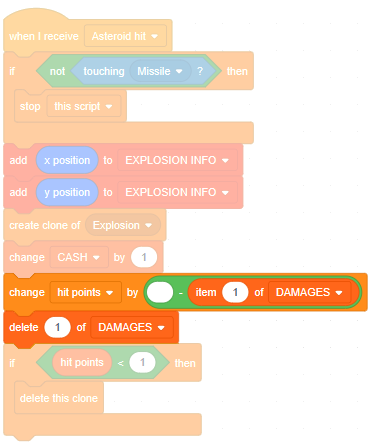 when I receive Asteroid hit
if not touching Missile ? then
stop this script
add x position to EXPLOSION INFO
add y position to EXPLOSION INFO
create clone of Explosion
change CASH by 1
change hit points by - item 1 of DAMAGES
delete 1 of DAMAGES
if hit points < 1 then
delete this clone